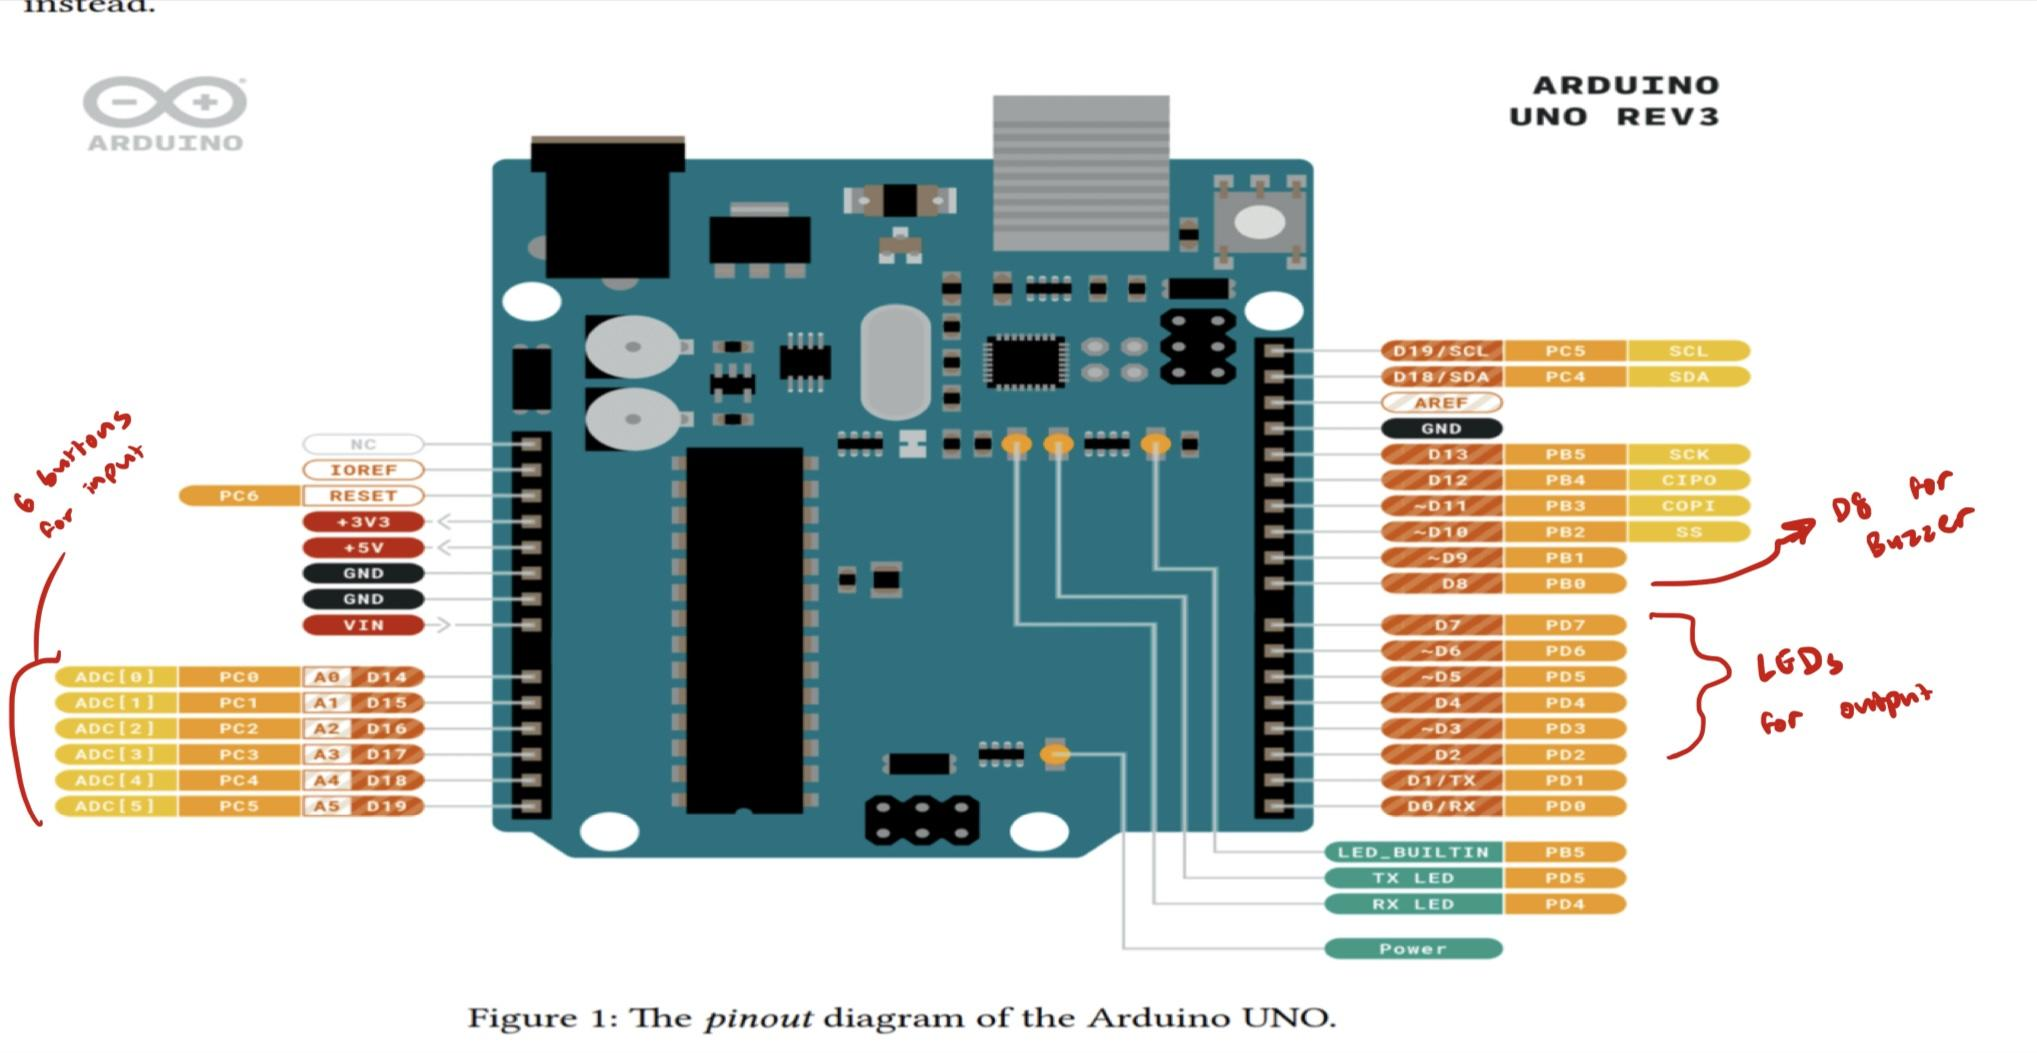 instead.
ARDUINO
ARDUINO
UNO REV3
6 buttons
for input
NC
IOREF
PC6 RESET
+3V3
+5V
GND
GND
VIN
ADC[0] PC0 A0 D14
ADC[1] PC1 A1 D15
ADC[2] PC2 A2 D16
ADC[3] PC3 A3 D17
ADC[4] PC4 A4 D18
ADC[5] PC5 A5 D19
D19/SCL PC5 SCL
D18/SDA PC4 SDA
AREF
GND
D13 PB5 SCK
D12 PB4 CIPO
~D11 PB3 COPI
~D10 PB2 SS
~D9 PB1
D8 PB0
D7 PD7
~D6 PD6
~D5 PD5
D4 PD4
~D3 PD3
D2 PD2
D1/TX PD1
D0/RX PD0
D8 for
Buzzer
LEDs
for output
LED_BUILTIN PB5
TX LED PD5
RX LED PD4
Power
Figure 1: The pinout diagram of the Arduino UNO.